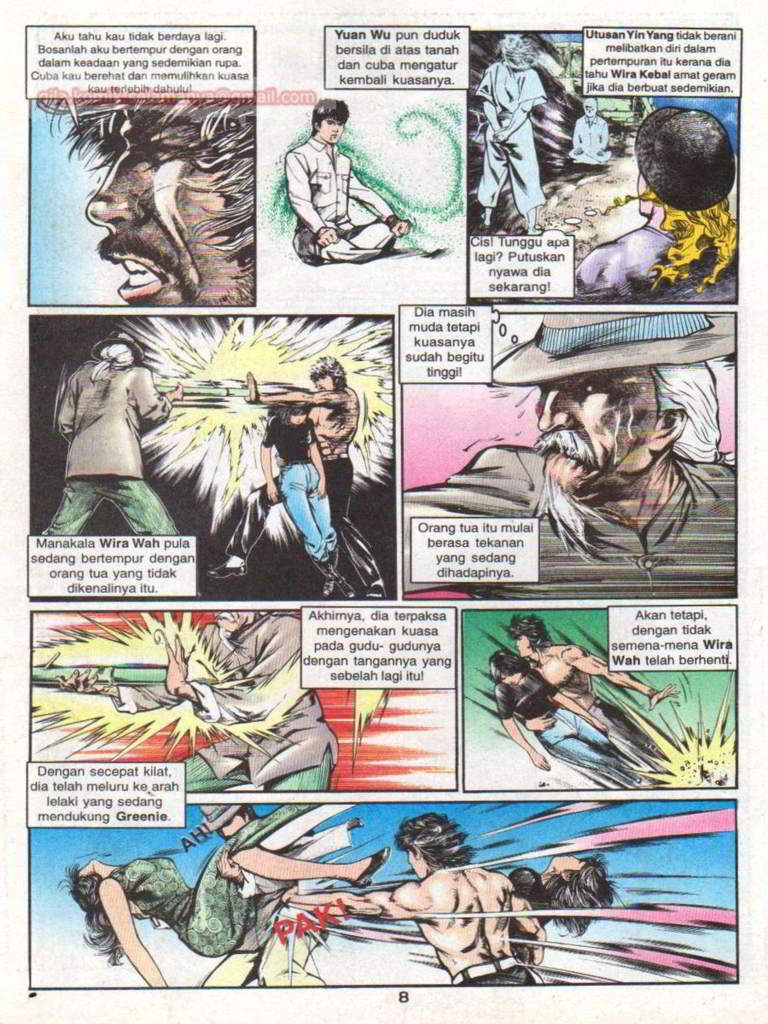 Aku tahu kau tidak berdaya lagi.
Bosanlah aku bertempur dengan orang
dalam keadaan yang sedemikian rupa.
Cuba kau berehat dan memulihkan kuasa
kau terlebih dahulu!
Yuan Wu pun duduk
bersila di atas tanah
dan cuba mengatur
kembali kuasanya.
Utusan Yin Yang tidak berani
melibatkan diri dalam
pertempuran itu kerana dia
tahu Wira Kebal amat geram
jika dia berbuat sedemikian.
Cis! Tunggu apa
lagi? Putuskan
nyawa dia
sekarang!
Manakala Wira Wah pula
sedang bertempur dengan
orang tua yang tidak
dikenalinya itu.
Dia masih
muda tetapi
kuasanya
sudah begitu
tinggi!
Orang tua itu mulai
berasa tekanan
yang sedang
dihadapinya.
Akhirnya, dia terpaksa
mengenakan kuasa
pada gudu- gudunya
dengan tangannya yang
sebelah lagi itu!
Akan tetapi,
dengan tidak
semena-mena Wira
Wah telah berhenti.
Dengan secepat kilat,
dia telah meluru ke arah
lelaki yang sedang
mendukung Greenie.
AH!
PAK!
8